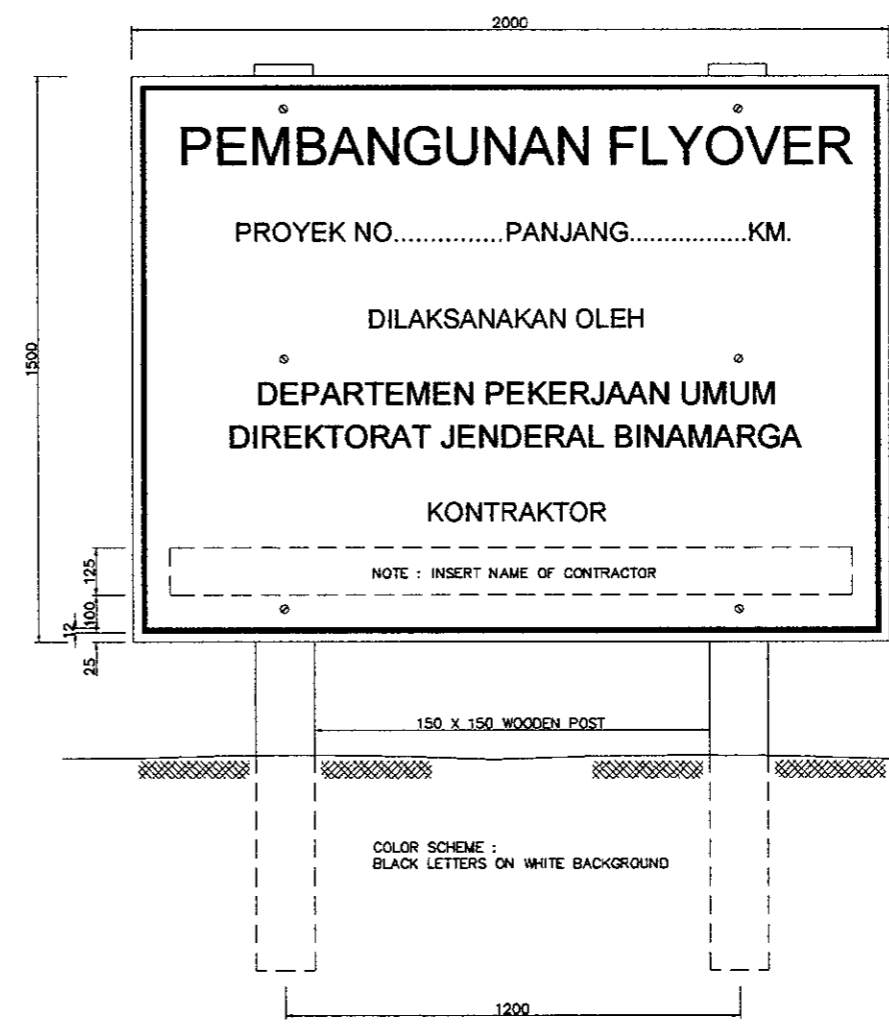 2000
PEMBANGUNAN FLYOVER
PROYEK NO...............PANJANG.................KM.
DILAKSANAKAN OLEH
1500
DEPARTEMEN PEKERJAAN UMUM
DIREKTORAT JENDERAL BINAMARGA
KONTRAKTOR
125
NOTE : INSERT NAME OF CONTRACTOR
100
12
25
150 X 150 WOODEN POST
COLOR SCHEME :
BLACK LETTERS ON WHITE BACKGROUND
1200